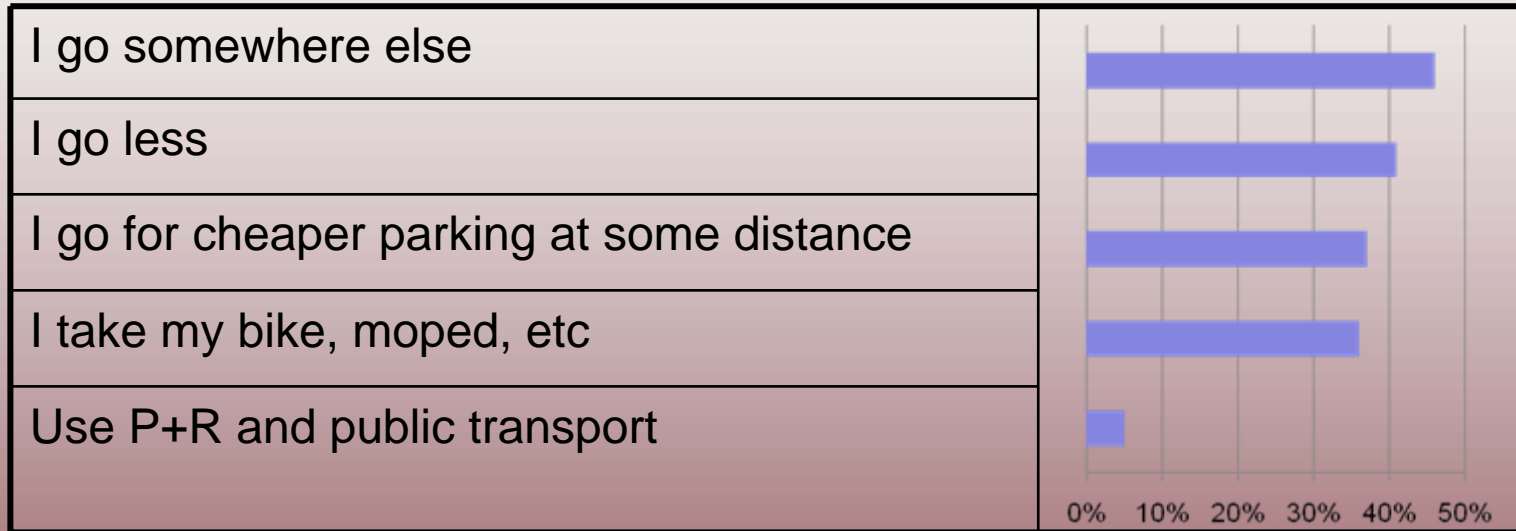 I go somewhere else
I go less
I go for cheaper parking at some distance
I take my bike, moped, etc
Use P+R and public transport
0% 10% 20% 30% 40% 50%